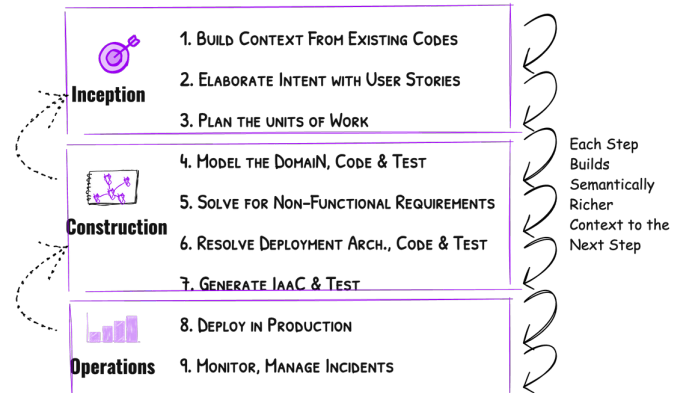 1. Build Context From Existing Codes
2. Elaborate Intent with User Stories
Inception
3. Plan the units of Work
4. Model the Domain, Code & Test
5. Solve for Non-Functional Requirements
Construction
6. Resolve Deployment Arch., Code & Test
7. Generate IaaC & Test
8. Deploy in Production
Operations
9. Monitor, Manage Incidents
Each Step
Builds
Semantically
Richer
Context to the
Next Step